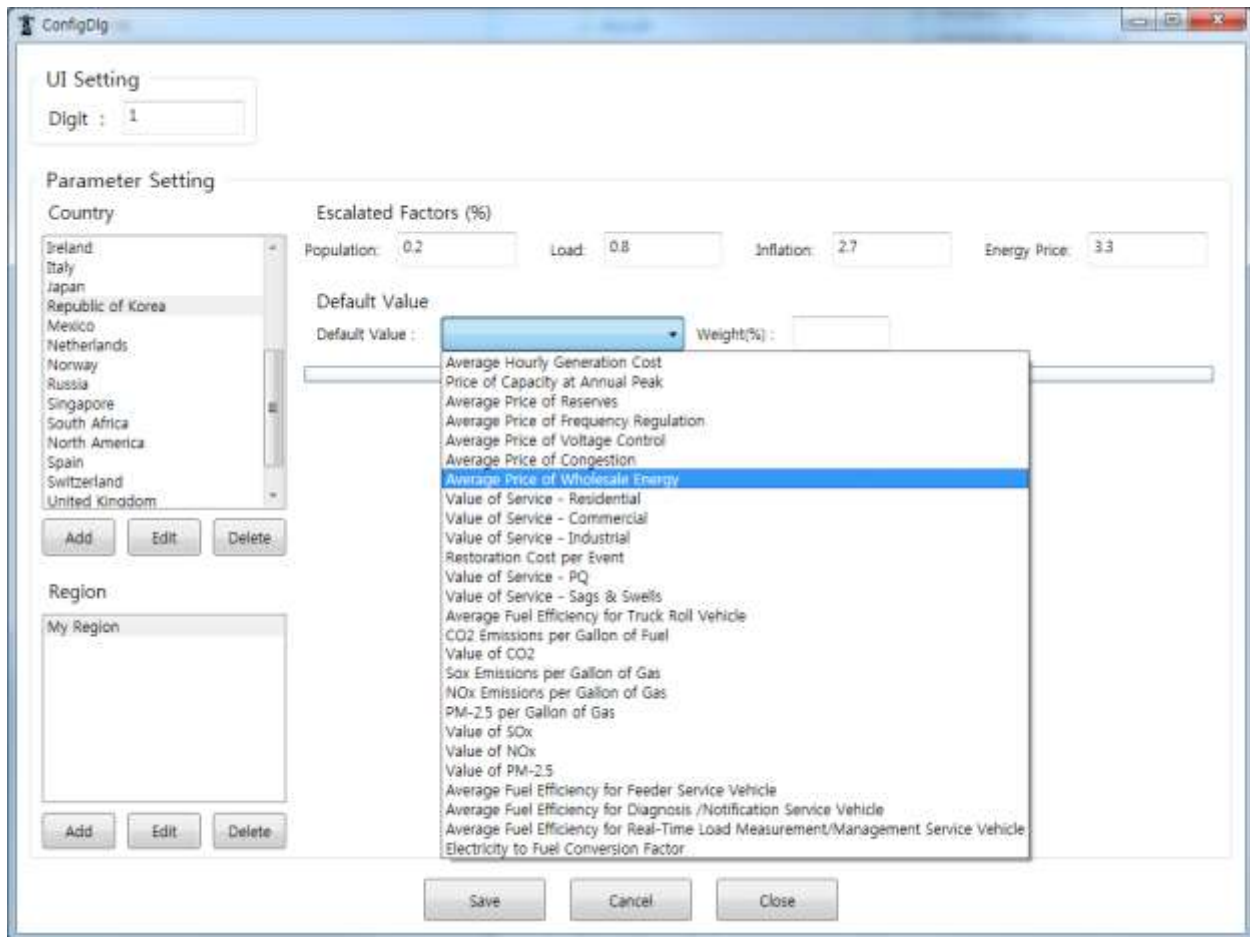 ConfigDlg
UI Setting
Digit : 1
Parameter Setting
Country
Ireland
Italy
Japan
Republic of Korea
Mexico
Netherlands
Norway
Russia
Singapore
South Africa
North America
Spain
Switzerland
United Kingdom
Add Edit Delete
Region
My Region
Add Edit Delete
Escalated Factors (%)
Population: 0.2 Load: 0.8 Inflation: 2.7 Energy Price: 3.3
Default Value
Default Value : Weight(%) :
Average Hourly Generation Cost
Price of Capacity at Annual Peak
Average Price of Reserves
Average Price of Frequency Regulation
Average Price of Voltage Control
Average Price of Congestion
Average Price of Wholesale Energy
Value of Service - Residential
Value of Service - Commercial
Value of Service - Industrial
Restoration Cost per Event
Value of Service - PQ
Value of Service - Sags & Swells
Average Fuel Efficiency for Truck Roll Vehicle
CO2 Emissions per Gallon of Fuel
Value of CO2
Sox Emissions per Gallon of Gas
NOx Emissions per Gallon of Gas
PM-2.5 per Gallon of Gas
Value of SOx
Value of NOx
Value of PM-2.5
Average Fuel Efficiency for Feeder Service Vehicle
Average Fuel Efficiency for Diagnosis /Notification Service Vehicle
Average Fuel Efficiency for Real-Time Load Measurement/Management Service Vehicle
Electricity to Fuel Conversion Factor
Save Cancel Close